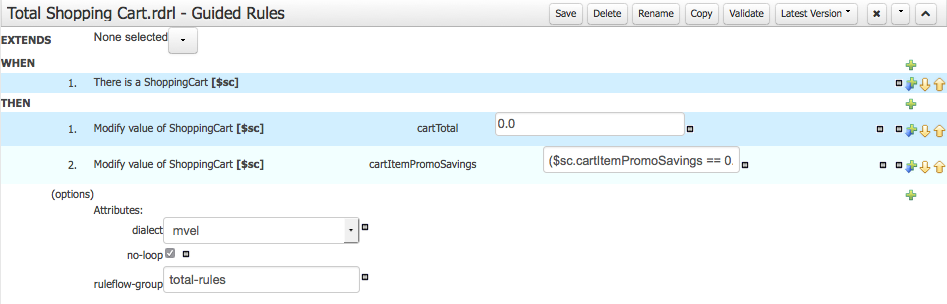 Total Shopping Cart.rdrl - Guided Rules Save Delete Rename Copy Validate Latest Version
EXTENDS None selected
WHEN
1. There is a ShoppingCart [$sc]
THEN
1. Modify value of ShoppingCart [$sc] cartTotal 0.0
2. Modify value of ShoppingCart [$sc] cartItemPromoSavings ($sc.cartItemPromoSavings == 0.
(options)
Attributes:
dialect mvel
no-loop
ruleflow-group total-rules